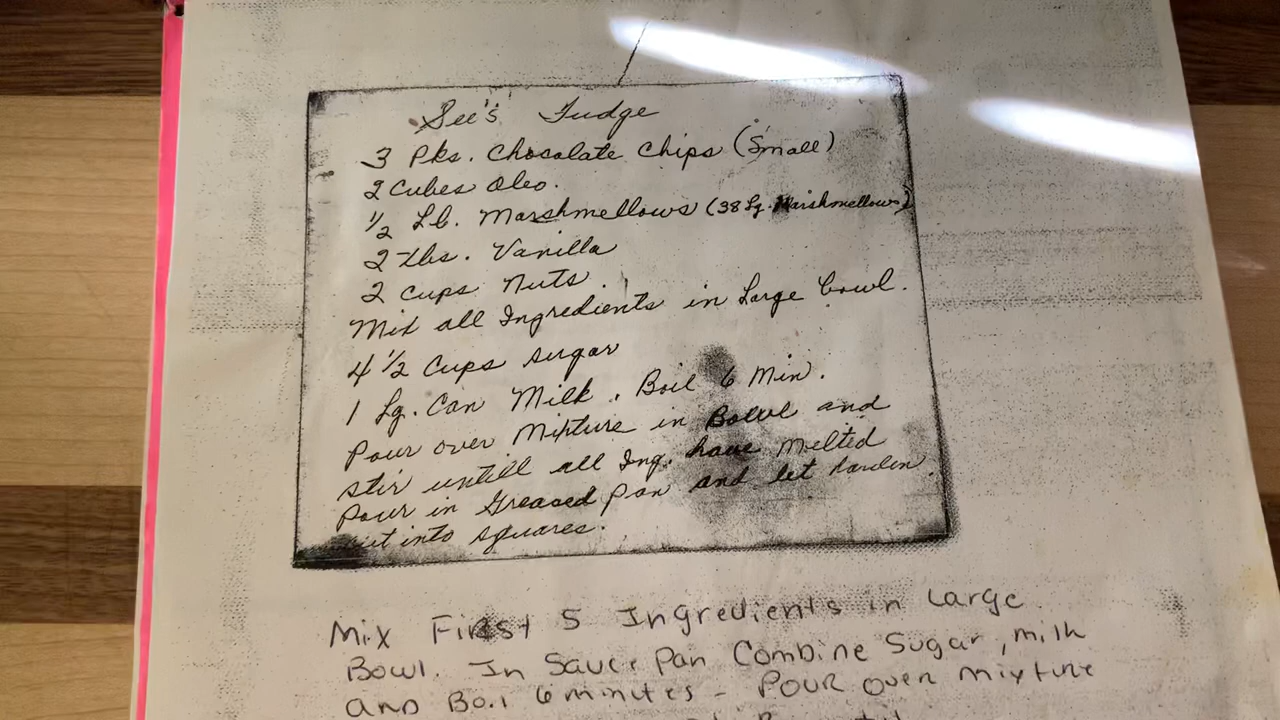 See's Fudge
3 Pks. Chocolate Chips (Small)
2 Cubes Oleo.
1/2 Lb. Marshmellows (38 Lg. Marshmellows)
2 Tbs. Vanilla
2 Cups Nuts.
Mix all Ingredients in Large bowl.
4 1/2 Cups sugar
1 Lg. Can Milk. Boil 6 Min.
Pour over Mixture in Bowl and
stir untill all Ing. have melted
Pour in Greased Pan and let harden.
Cut into squares.
Mix First 5 Ingredients in Large
Bowl. In Sauce Pan Combine Sugar, milk
AND Boil 6 minutes - POUR over mixture